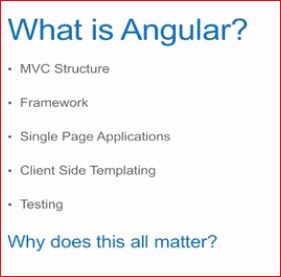 What is Angular?
• MVC Structure
• Framework
• Single Page Applications
• Client Side Templating
• Testing
Why does this all matter?